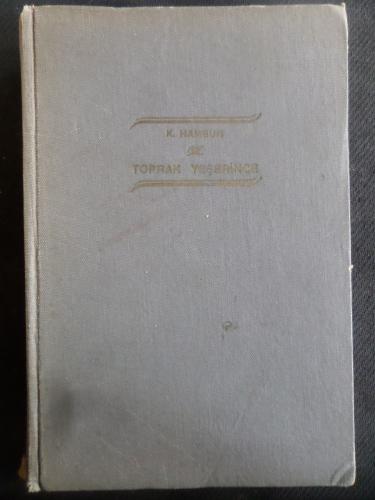 K. HAMSUN
TOPRAK YEŞERİNCE